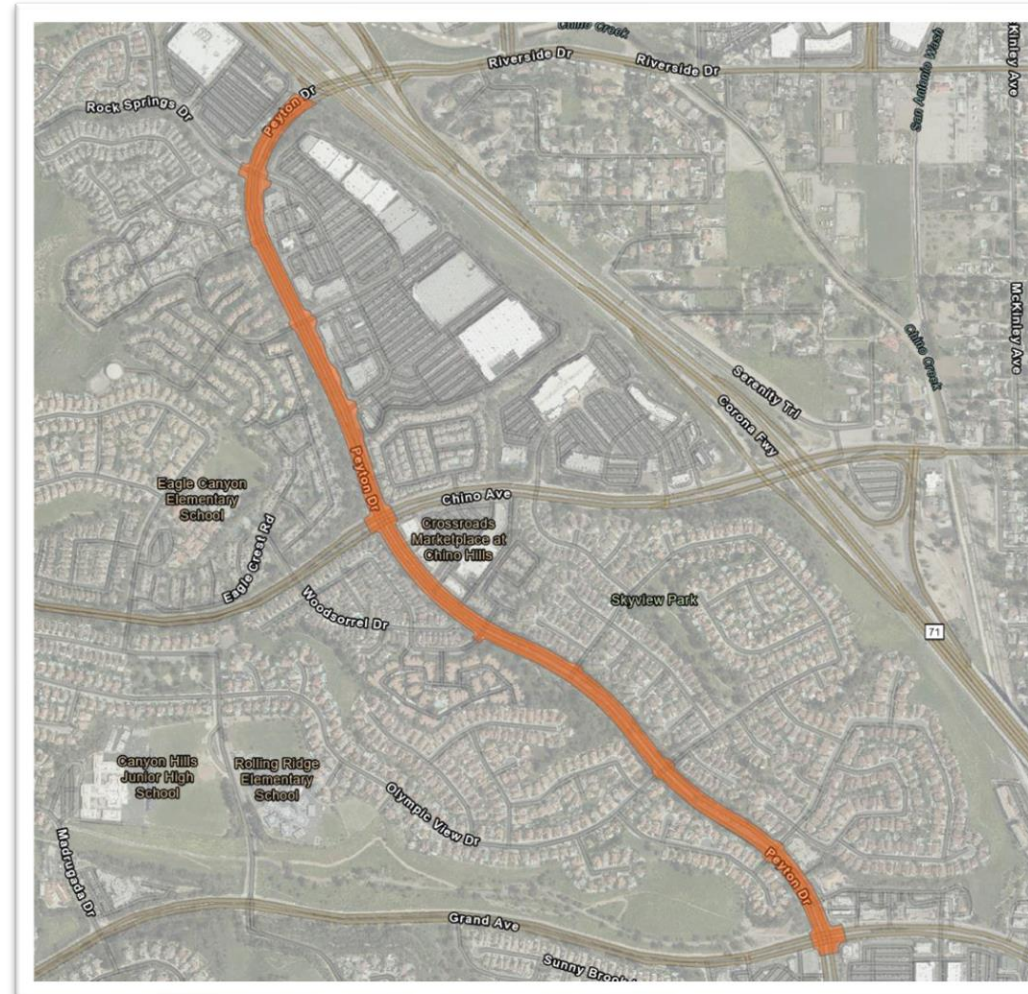 Chino Creek
Riverside Dr
Riverside Dr
Kinley Ave
San Antonio Wash
Rock Springs Dr
Peyton Dr
McKinley Ave
Chino Creek
Serenity Trl
Corona Fwy
Peyton Dr
Chino Ave
Eagle Canyon
Elementary
School
Crossroads
Marketplace at
Chino Hills
Eagle Crest Rd
Woodsorrel Dr
Skyview Park
71
Canyon Hills
Junior High
School
Rolling Ridge
Elementary
School
Olympic View Dr
Madrugada Dr
Peyton Dr
Grand Ave
Sunny Brook